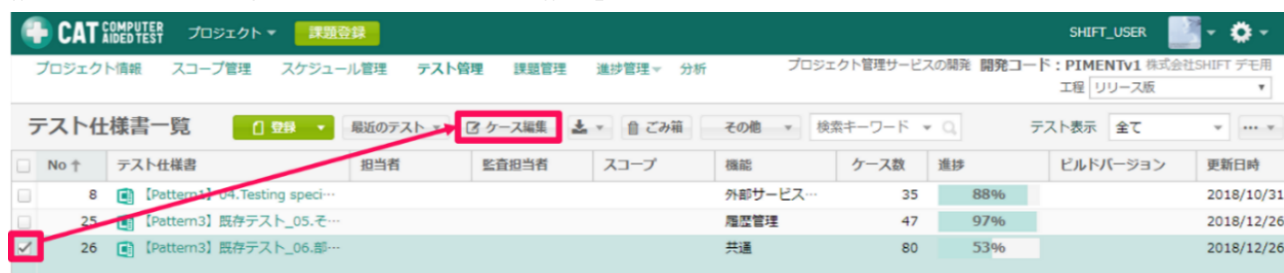 CAT COMPUTER AIDED TEST プロジェクト 課題登録 SHIFT_USER
プロジェクト情報 スコープ管理 スケジュール管理 テスト管理 課題管理 進捗管理 分析 プロジェクト管理サービスの開発 開発コード:PIMENTv1 株式会社SHIFT デモ用
工程 リリース版
テスト仕様書一覧 登録 最近のテスト ケース編集 ごみ箱 その他 検索キーワード テスト表示 全て ...
No↑ テスト仕様書 担当者 監査担当者 スコープ 機能 ケース数 進捗 ビルドバージョン 更新日時
8 【Pattern1】04.Testing speci… 外部サービス… 35 88% 2018/10/31
25 【Pattern3】既存テスト_05.そ… 履歴管理 47 97% 2018/12/26
26 【Pattern3】既存テスト_06.部… 共通 80 53% 2018/12/26